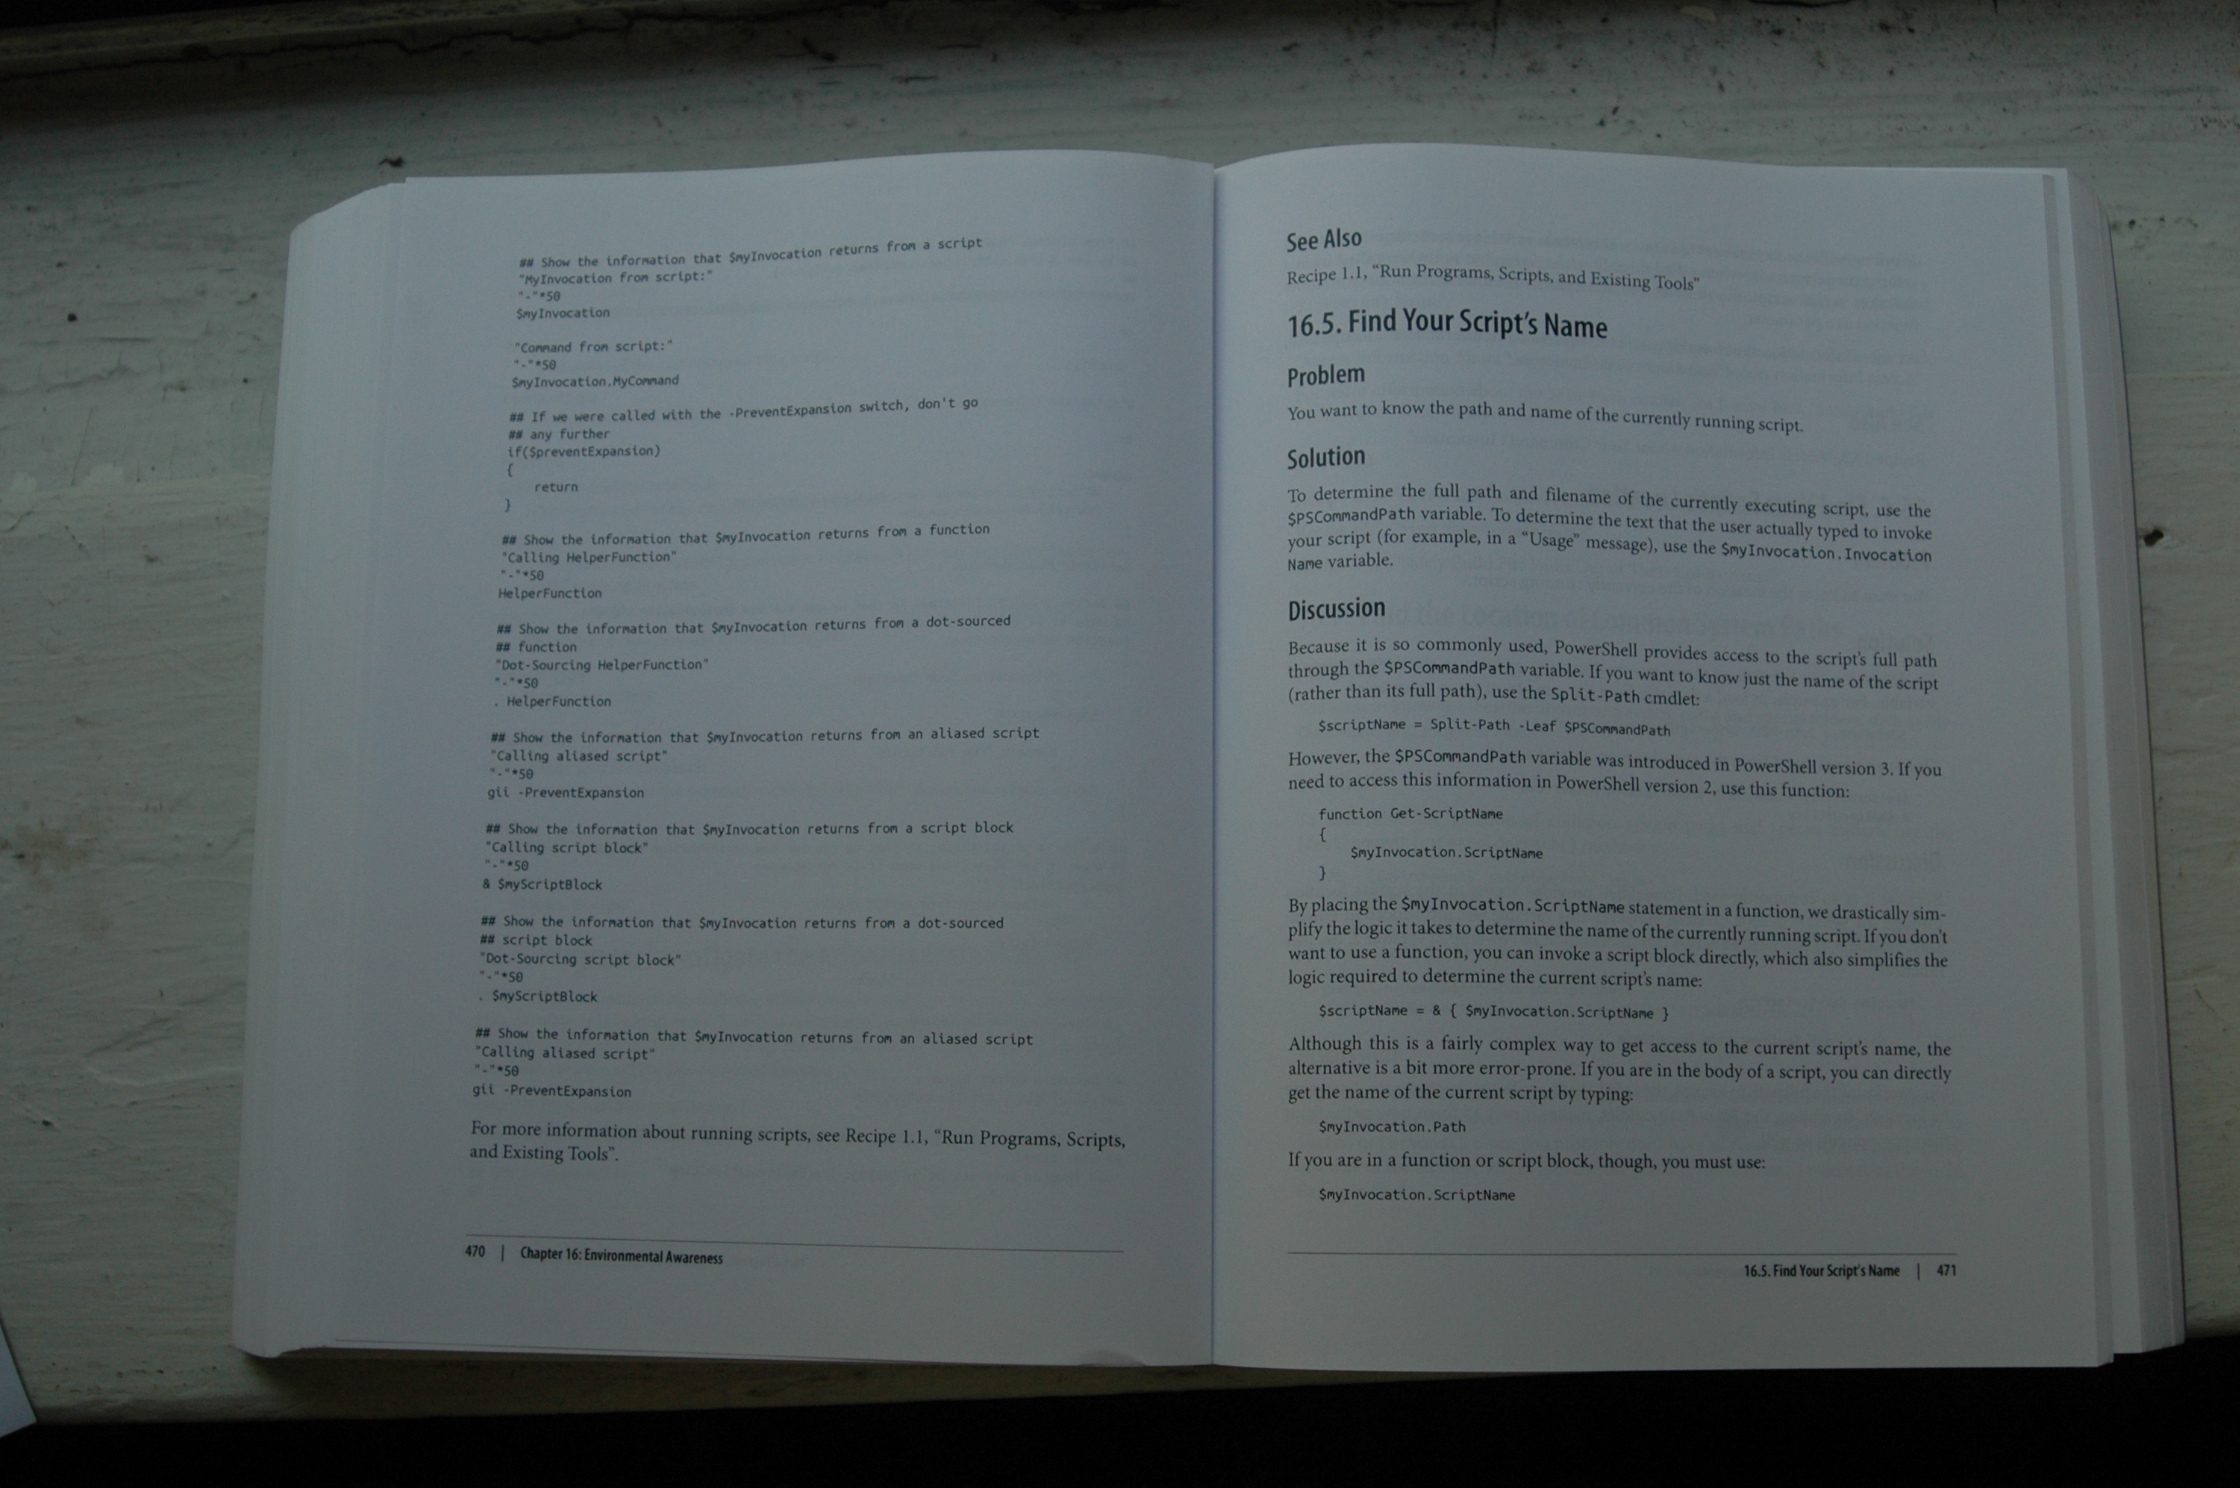 ## Show the information that $myInvocation returns from a script
"MyInvocation from script:"
"-"*50
$myInvocation
"Command from script:"
"-"*50
$myInvocation.MyCommand
## If we were called with the -PreventExpansion switch, don't go
## any further
if($preventExpansion)
{
return
}
## Show the information that $myInvocation returns from a function
"Calling HelperFunction"
"-"*50
HelperFunction
## Show the information that $myInvocation returns from a dot-sourced
## function
"Dot-Sourcing HelperFunction"
"-"*50
. HelperFunction
## Show the information that $myInvocation returns from an aliased script
"Calling aliased script"
"-"*50
gii -PreventExpansion
## Show the information that $myInvocation returns from a script block
"Calling script block"
"-"*50
& $myScriptBlock
## Show the information that $myInvocation returns from a dot-sourced
## script block
"Dot-Sourcing script block"
"-"*50
. $myScriptBlock
## Show the information that $myInvocation returns from an aliased script
"Calling aliased script"
"-"*50
gii -PreventExpansion
For more information about running scripts, see Recipe 1.1, “Run Programs, Scripts,
and Existing Tools”.
470 | Chapter 16: Environmental Awareness
See Also
Recipe 1.1, “Run Programs, Scripts, and Existing Tools”
16.5. Find Your Script’s Name
Problem
You want to know the path and name of the currently running script.
Solution
To determine the full path and filename of the currently executing script, use the
$PSCommandPath variable. To determine the text that the user actually typed to invoke
your script (for example, in a “Usage” message), use the $myInvocation.Invocation
Name variable.
Discussion
Because it is so commonly used, PowerShell provides access to the script’s full path
through the $PSCommandPath variable. If you want to know just the name of the script
(rather than its full path), use the Split-Path cmdlet:
$scriptName = Split-Path -Leaf $PSCommandPath
However, the $PSCommandPath variable was introduced in PowerShell version 3. If you
need to access this information in PowerShell version 2, use this function:
function Get-ScriptName
{
$myInvocation.ScriptName
}
By placing the $myInvocation.ScriptName statement in a function, we drastically sim-
plify the logic it takes to determine the name of the currently running script. If you don’t
want to use a function, you can invoke a script block directly, which also simplifies the
logic required to determine the current script’s name:
$scriptName = & { $myInvocation.ScriptName }
Although this is a fairly complex way to get access to the current script’s name, the
alternative is a bit more error-prone. If you are in the body of a script, you can directly
get the name of the current script by typing:
$myInvocation.Path
If you are in a function or script block, though, you must use:
$myInvocation.ScriptName
16.5. Find Your Script’s Name | 471